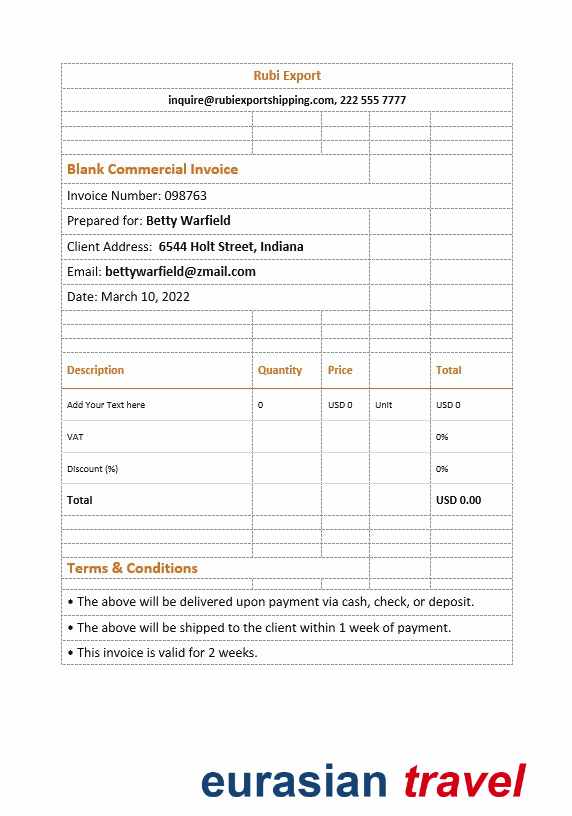 Rubi Export
inquire@rubiexportshipping.com, 222 555 7777
Blank Commercial Invoice
Invoice Number: 098763
Prepared for: Betty Warfield
Client Address:  6544 Holt Street, Indiana
Email: bettywarfield@zmail.com
Date: March 10, 2022
Description Quantity Price Total
Add Your Text here 0 USD 0 Unit USD 0
VAT 0%
Discount (%) 0%
Total USD 0.00
Terms & Conditions
• The above will be delivered upon payment via cash, check, or deposit.
• The above will be shipped to the client within 1 week of payment.
• This invoice is valid for 2 weeks.
eurasian travel